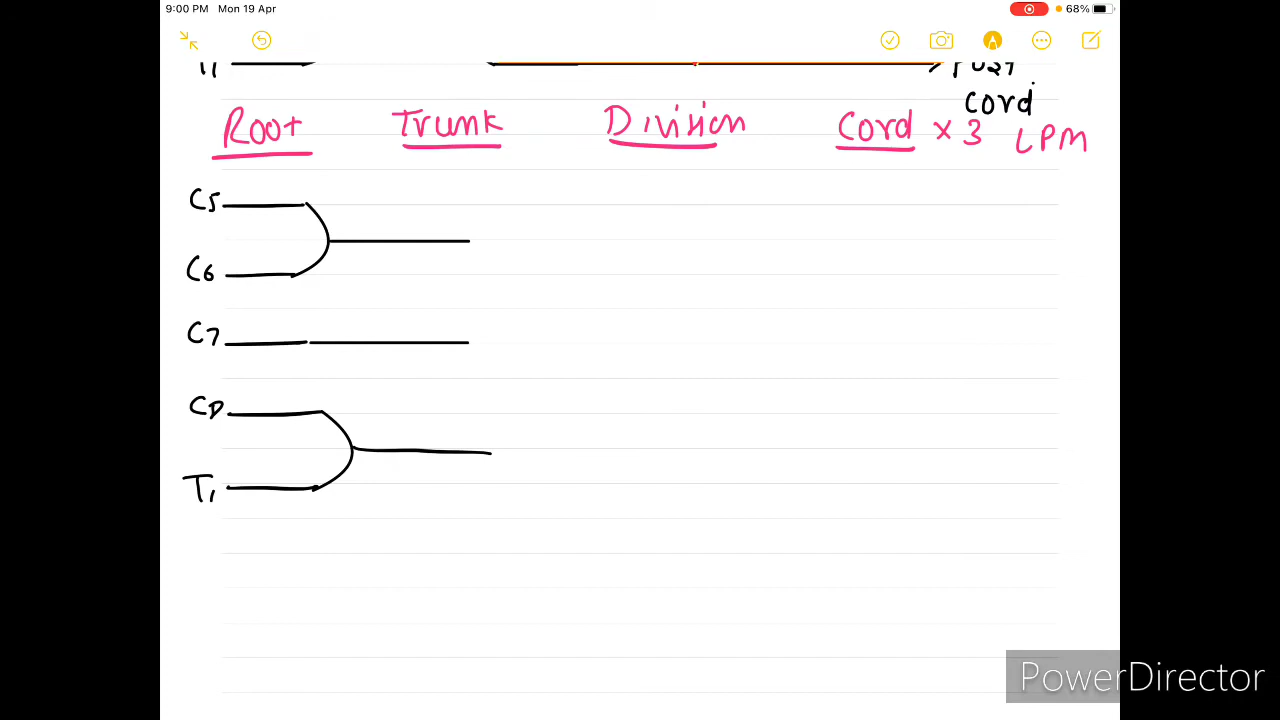 9:00 PM Mon 19 Apr 68%
cord
Root Trunk Division Cord x 3 LPM
C5
C6
C7
C8
T1
PowerDirector